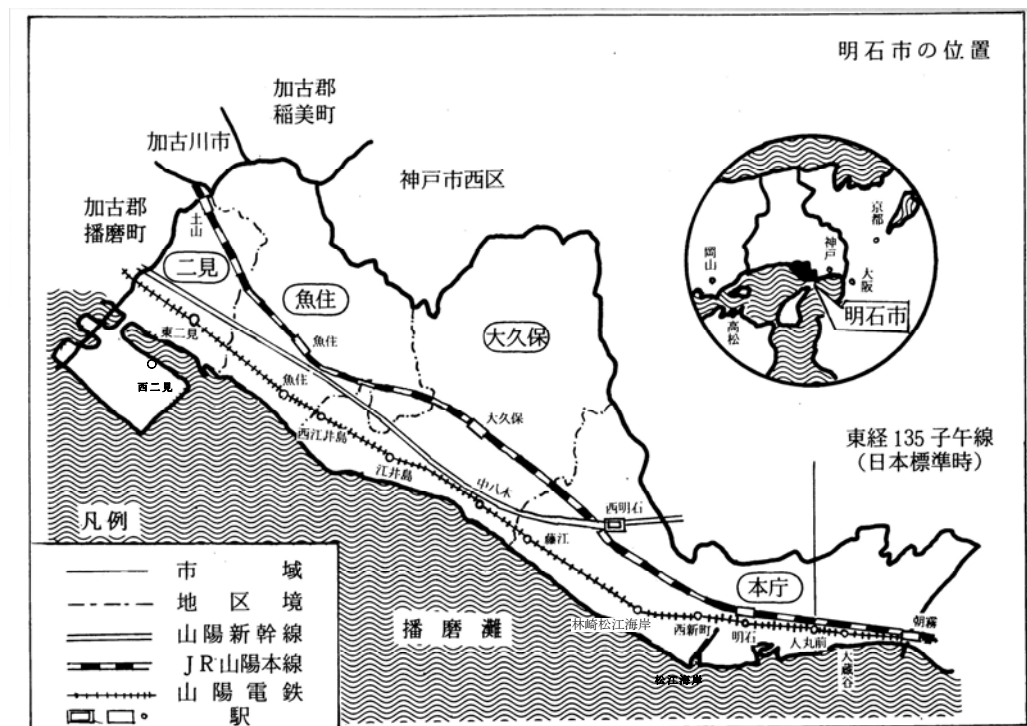 明石市の位置
加古郡
稲美町
加古川市
神戸市西区
加古郡
播磨町
土山
二見
魚住
大久保
京都
神戸
岡山
大阪
高松
明石市
東二見
西二見
魚住
魚住
西江井島
江井島
大久保
中八木
西明石
藤江
東経135子午線
（日本標準時）
本庁
林崎松江海岸
西新町
明石
人丸前
大蔵谷
朝霧
松江海岸
播磨灘
凡例
市域
地区境
山陽新幹線
JR山陽本線
山陽電鉄
駅